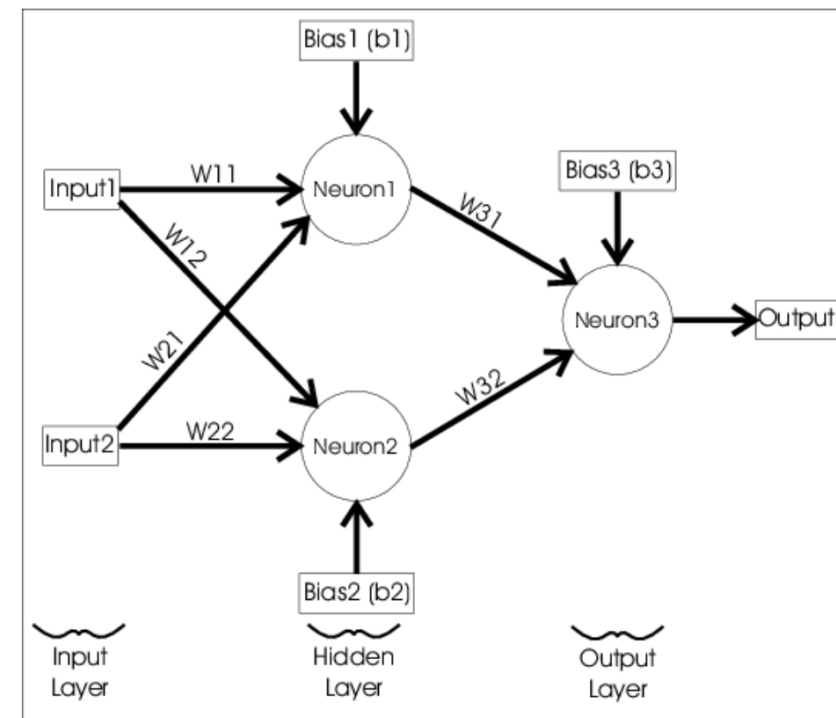 Bias1 (b1)
Input1
W11
Neuron1
Bias3 (b3)
W12
W31
W21
Neuron3
Output
W32
Input2
W22
Neuron2
Bias2 (b2)
Input
Layer
Hidden
Layer
Output
Layer